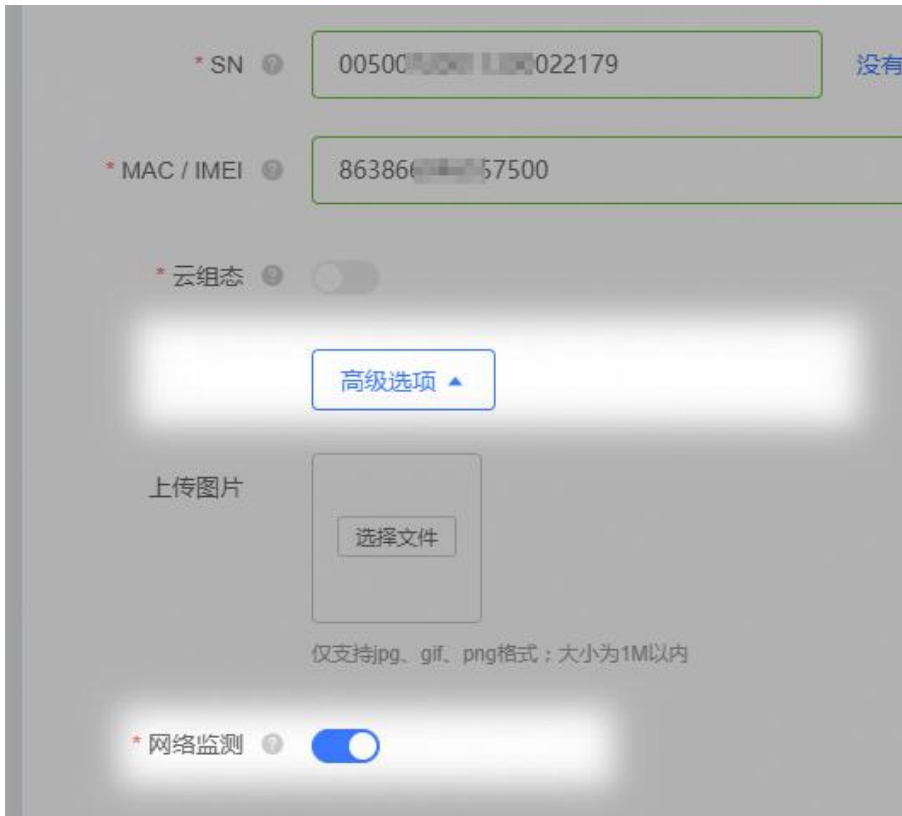 * SN
00500 022179
没有
* MAC / IMEI
86386 57500
* 云组态
高级选项
上传图片
选择文件
仅支持jpg、gif、png格式；大小为1M以内
* 网络监测